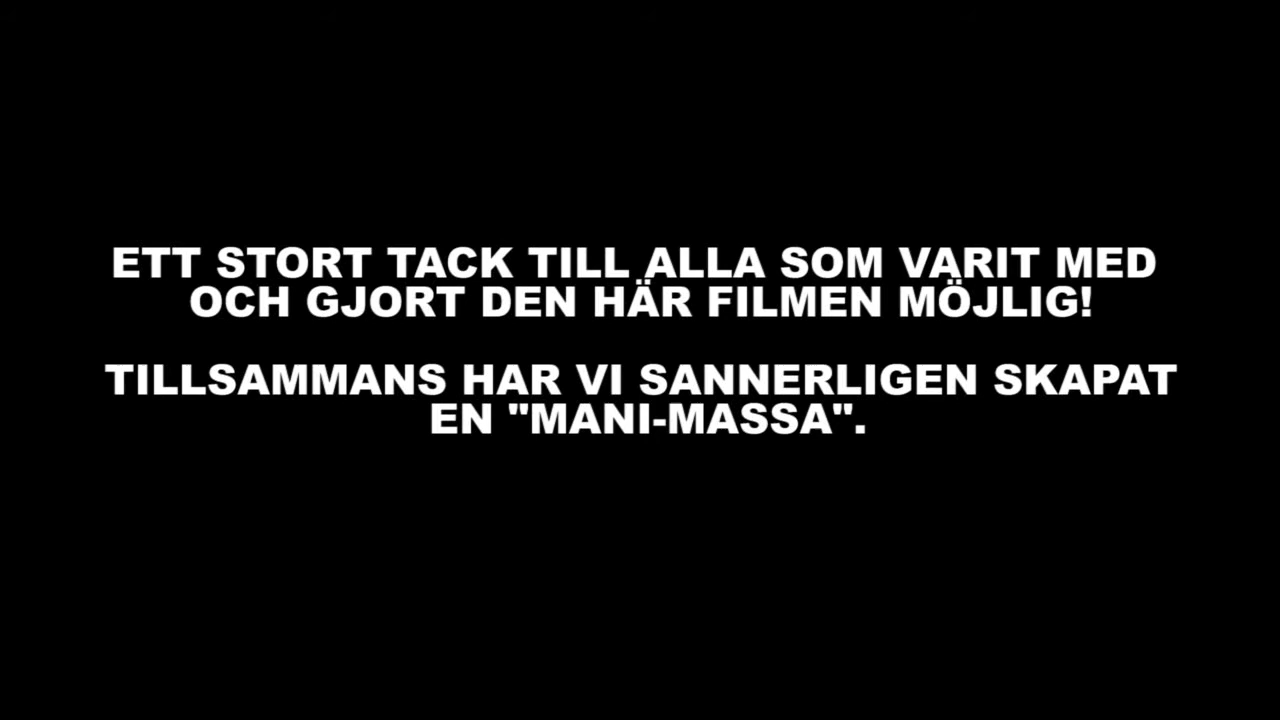 ETT STORT TACK TILL ALLA SOM VARIT MED
OCH GJORT DEN HÄR FILMEN MÖJLIG!
TILLSAMMANS HAR VI SANNERLIGEN SKAPAT
EN "MANI-MASSA".